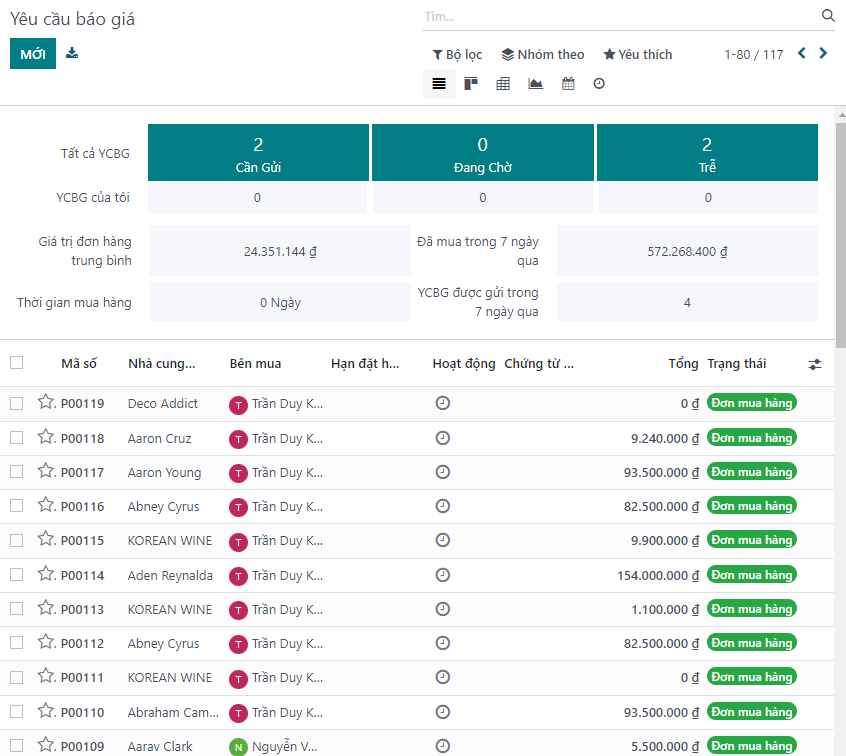 Yêu cầu báo giá
Tìm...
MỚI
Bộ lọc Nhóm theo Yêu thích 1-80 / 117
Tất cả YCBG 2 Cần Gửi 0 Đang Chờ 2 Trễ
YCBG của tôi 0 0 0
Giá trị đơn hàng trung bình 24.351.144 ₫ Đã mua trong 7 ngày qua 572.268.400 ₫
Thời gian mua hàng 0 Ngày YCBG được gửi trong 7 ngày qua 4
Mã số Nhà cung... Bên mua Hạn đặt h... Hoạt động Chứng từ ... Tổng Trạng thái
P00119 Deco Addict T Trần Duy K... 0 ₫ Đơn mua hàng
P00118 Aaron Cruz T Trần Duy K... 9.240.000 ₫ Đơn mua hàng
P00117 Aaron Young T Trần Duy K... 93.500.000 ₫ Đơn mua hàng
P00116 Abney Cyrus T Trần Duy K... 82.500.000 ₫ Đơn mua hàng
P00115 KOREAN WINE T Trần Duy K... 9.900.000 ₫ Đơn mua hàng
P00114 Aden Reynalda T Trần Duy K... 154.000.000 ₫ Đơn mua hàng
P00113 KOREAN WINE T Trần Duy K... 1.100.000 ₫ Đơn mua hàng
P00112 Abney Cyrus T Trần Duy K... 82.500.000 ₫ Đơn mua hàng
P00111 KOREAN WINE T Trần Duy K... 0 ₫ Đơn mua hàng
P00110 Abraham Cam... T Trần Duy K... 93.500.000 ₫ Đơn mua hàng
P00109 Aarav Clark N Nguyễn V... 5.500.000 ₫ Đơn mua hàng